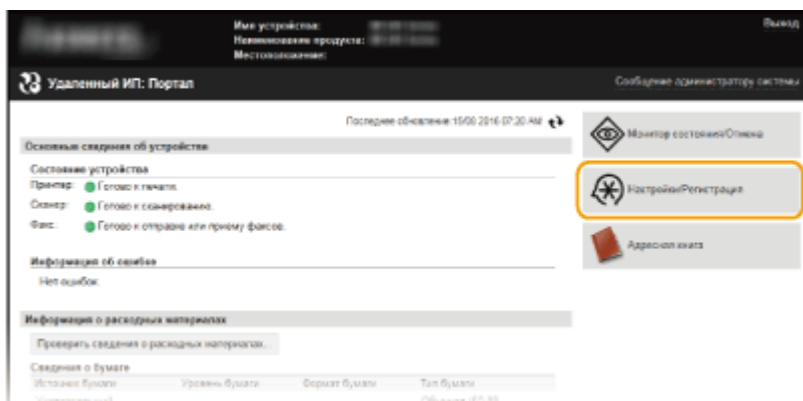 Имя устройства:
Наименование продукта:
Местоположение:
Выход
Удаленный ИП: Портал
Сообщение администратору системы
Последнее обновление: 15/08 2016 07:20 AM
Основные сведения об устройстве
Состояние устройства
Принтер: Готово к печати.
Сканер: Готово к сканированию.
Факс: Готово к отправке или приему факсов.
Информация об ошибке
Нет ошибок.
Информация о расходных материалах
Проверить сведения о расходных материалах...
Сведения о бумаге
Источник бумаги Уровень бумаги Формат бумаги Тип бумаги
Монитор состояния/Отмена
Настройки/Регистрация
Адресная книга